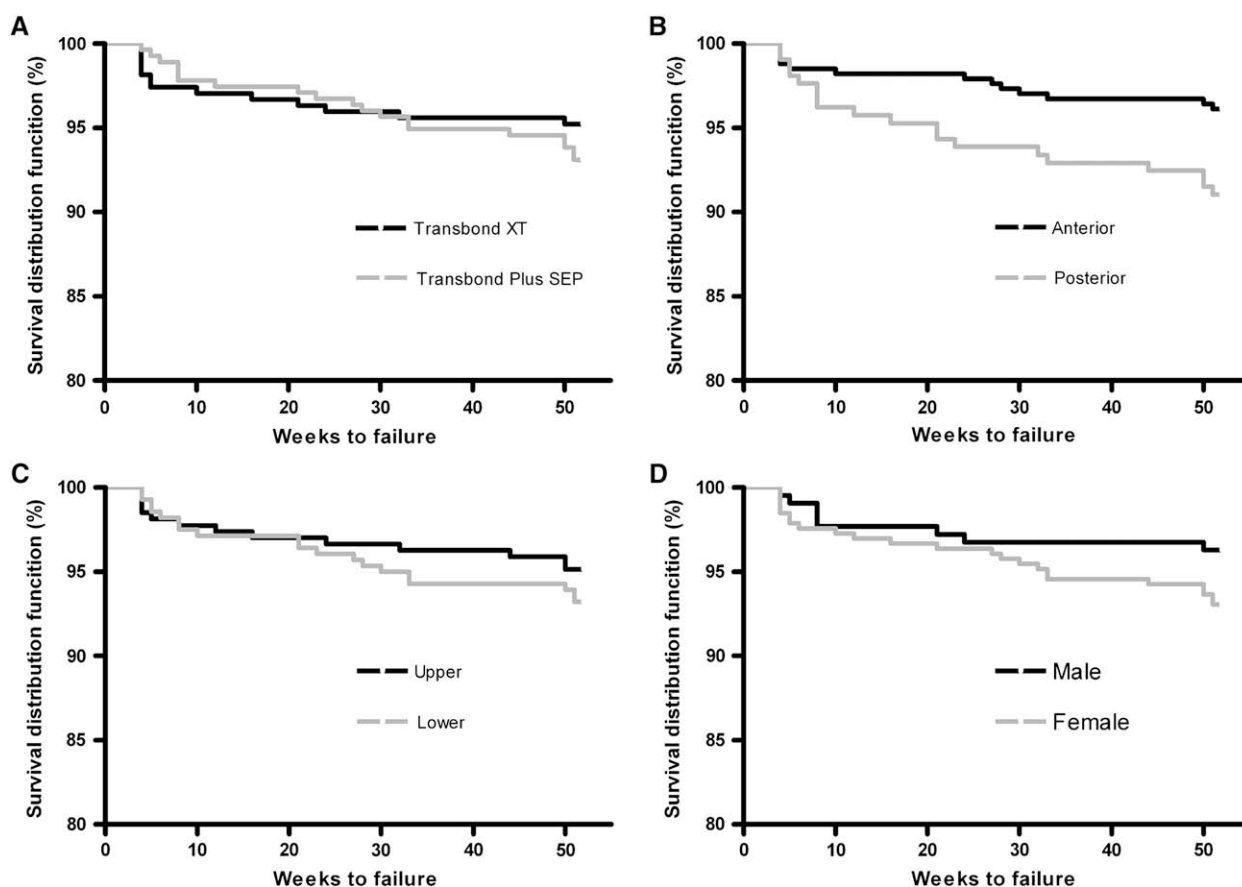 A
Survival distribution funcition (%)
100
95
90
85
80
Transbond XT
Transbond Plus SEP
0 10 20 30 40 50
Weeks to failure
B
Survival distribution funcition (%)
100
95
90
85
80
Anterior
Posterior
0 10 20 30 40 50
Weeks to failure
C
Survival distribution funcition (%)
100
95
90
85
80
Upper
Lower
0 10 20 30 40 50
Weeks to failure
D
Survival distribution funcition (%)
100
95
90
85
80
Male
Female
0 10 20 30 40 50
Weeks to failure